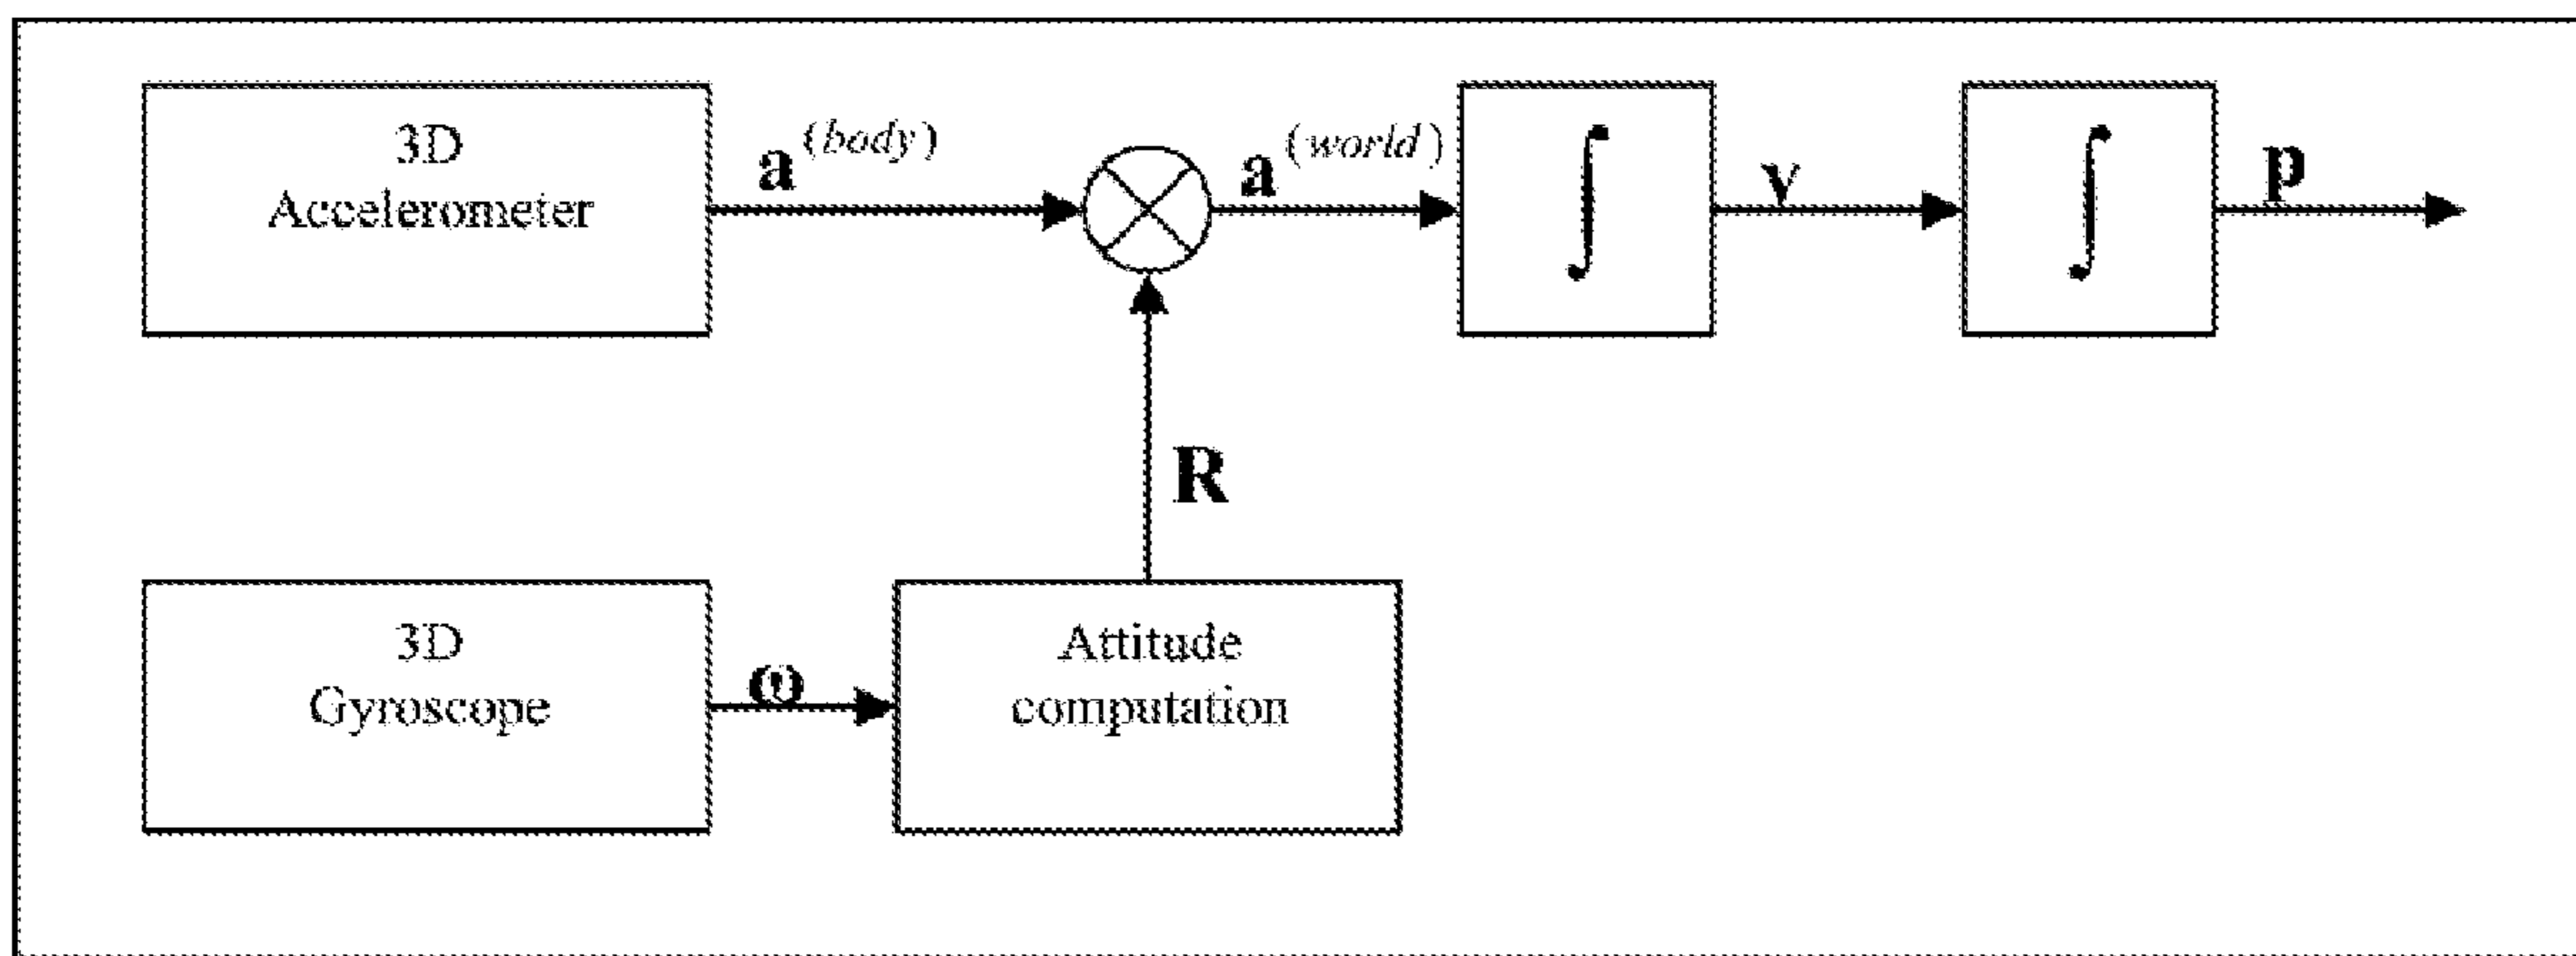 3D
Accelerometer
a(body)
a(world)
∫
v
∫
p
R
3D
Gyroscope
ω
Attitude
computation